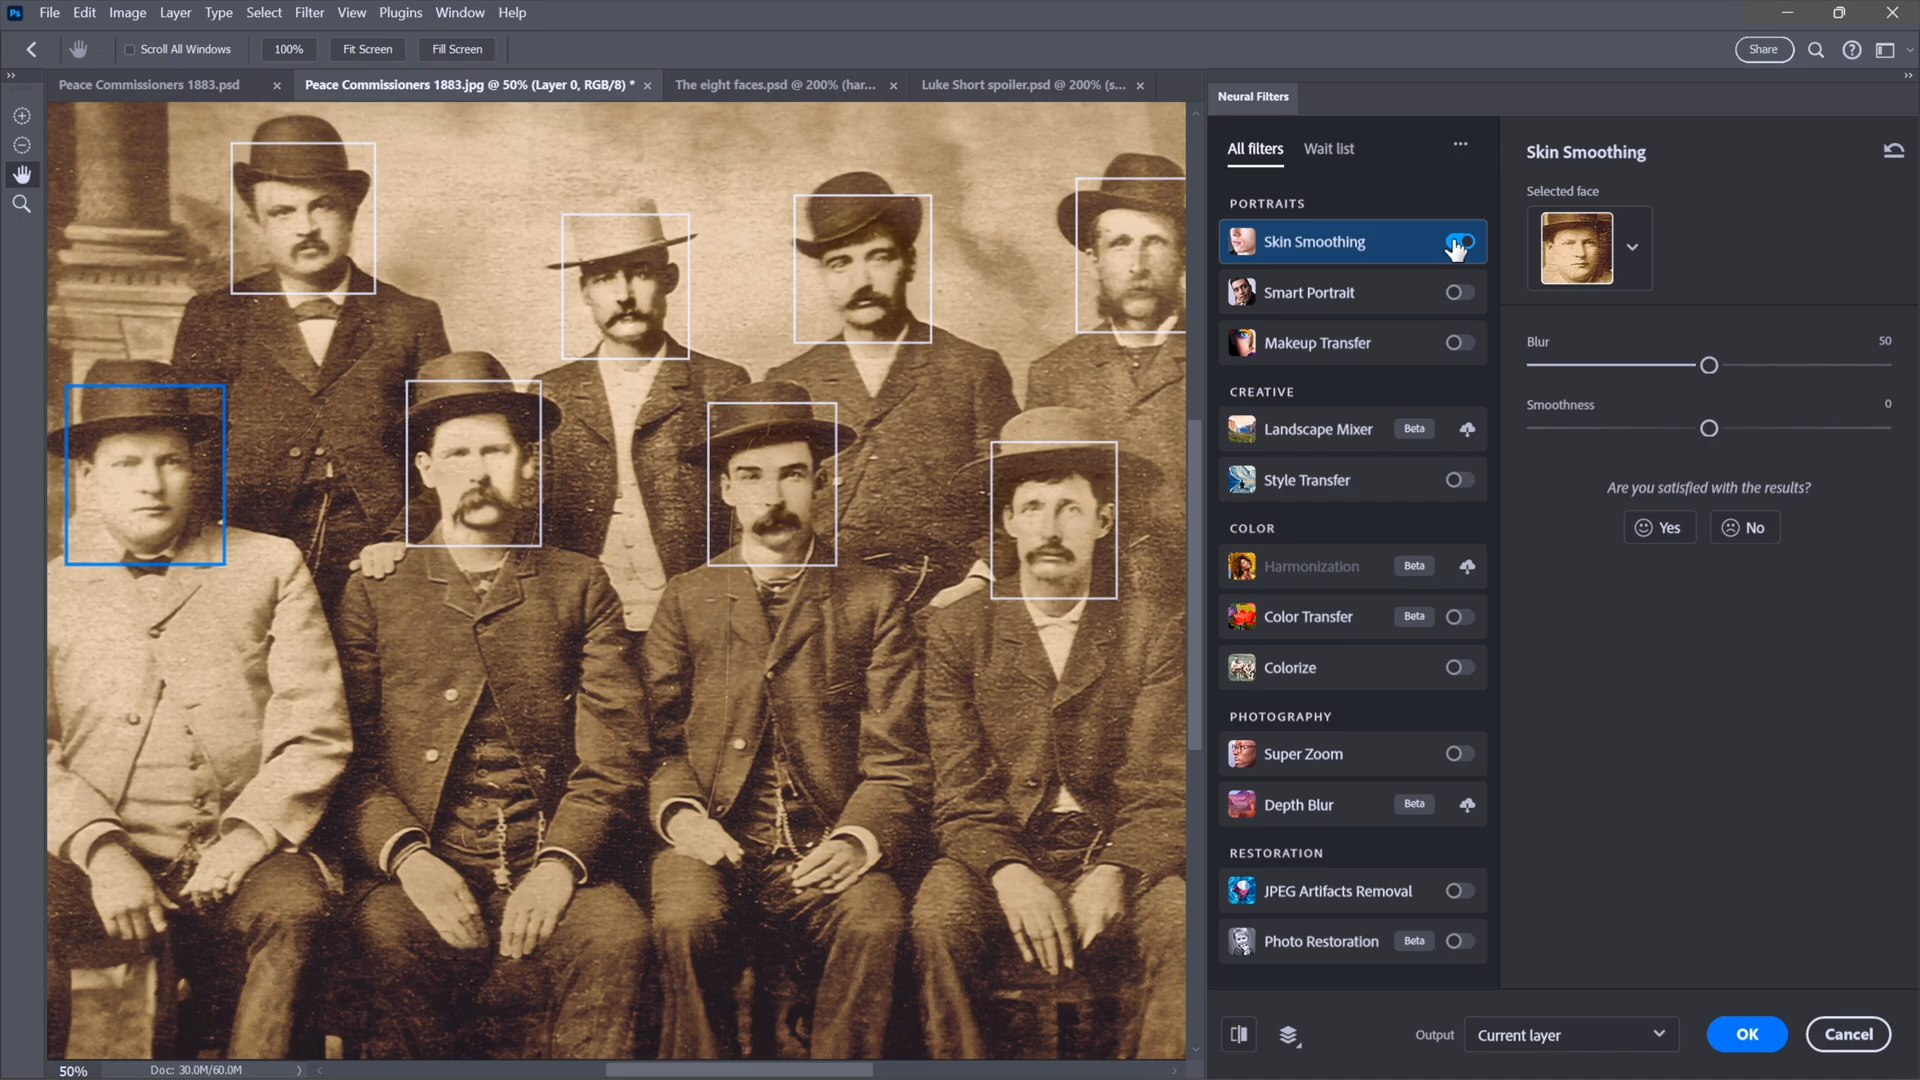 Ps File Edit Image Layer Type Select Filter View Plugins Window Help
Scroll All Windows 100% Fit Screen Fill Screen Share
Peace Commissioners 1883.psd Peace Commissioners 1883.jpg @ 50% (Layer 0, RGB/8) * The eight faces.psd @ 200% (har... Luke Short spoiler.psd @ 200% (s...
Neural Filters
All filters Wait list
PORTRAITS
Skin Smoothing
Smart Portrait
Makeup Transfer
CREATIVE
Landscape Mixer Beta
Style Transfer
COLOR
Harmonization Beta
Color Transfer Beta
Colorize
PHOTOGRAPHY
Super Zoom
Depth Blur Beta
RESTORATION
JPEG Artifacts Removal
Photo Restoration Beta
Skin Smoothing
Selected face
Blur 50
Smoothness 0
Are you satisfied with the results?
Yes No
Output Current layer OK Cancel
50% Doc: 30.0M/60.0M